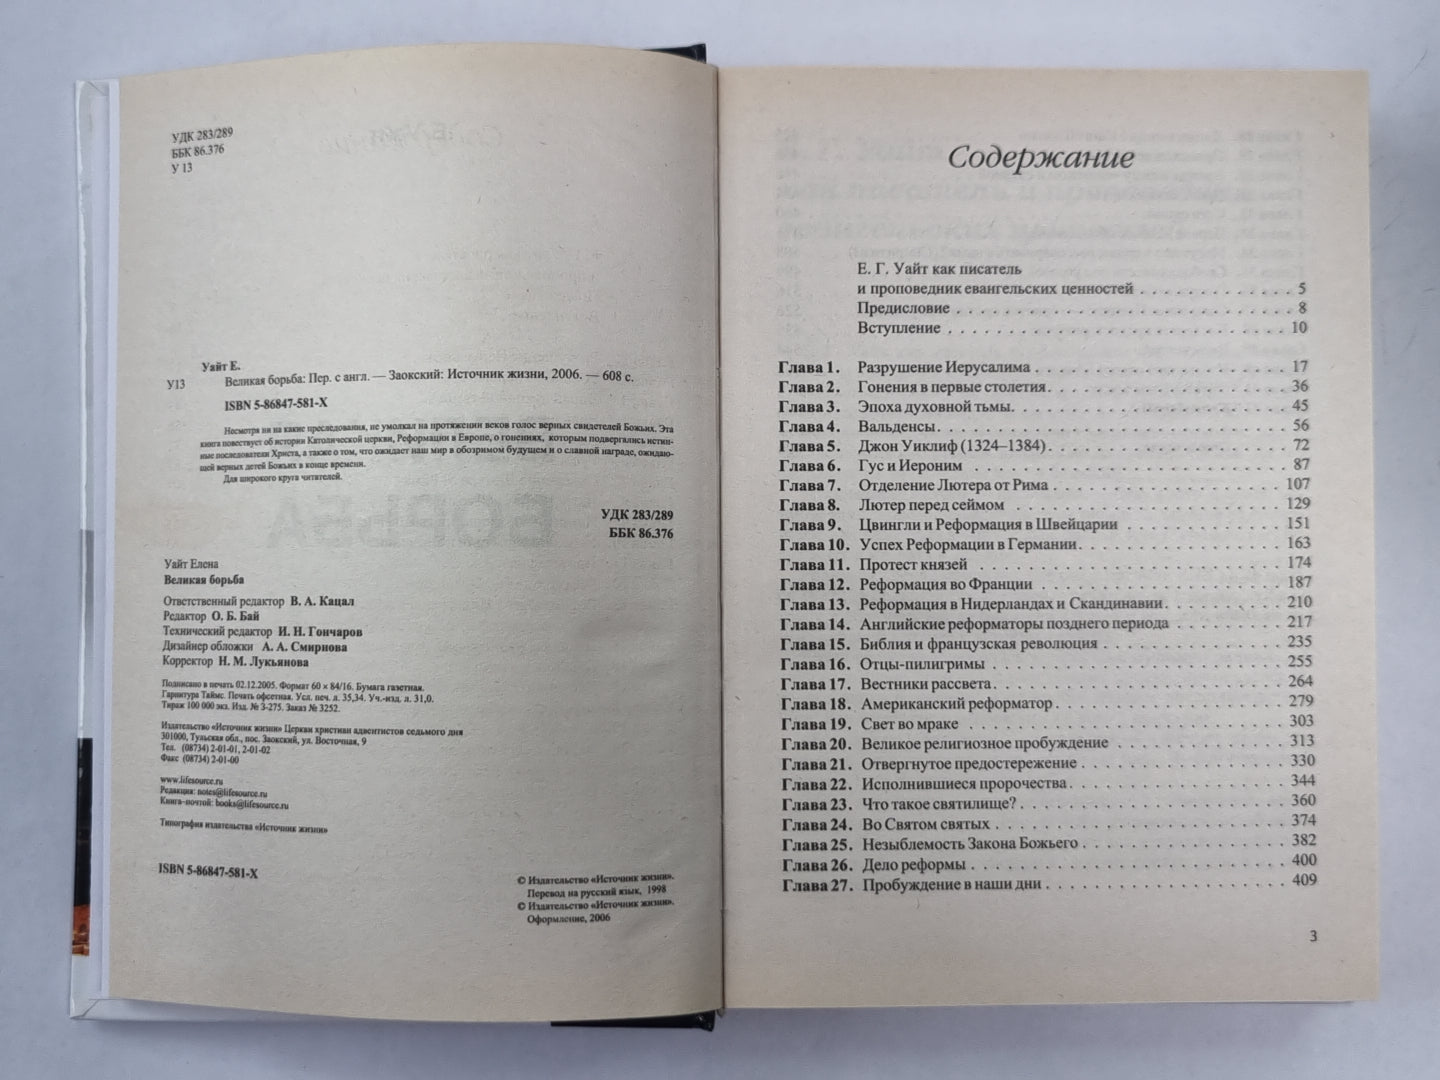 УДК 283/289
ББК 86.376
У 13
Уайт Е.
У13 Великая борьба: Пер. с англ. — Заокский: Источник жизни, 2006. — 608 с.
ISBN 5-86847-581-X
Несмотря ни на какие преследования, не умолкал на протяжении веков голос верных свидетелей Божьих. Эта
книга повествует об истории Католической церкви, Реформации в Европе, о гонениях, которым подвергались истин-
ные последователи Христа, а также о том, что ожидает наш мир в обозримом будущем и о славной награде, ожидаю-
щей верных детей Божьих в конце времени.
Для широкого круга читателей.
УДК 283/289
ББК 86.376
Уайт Елена
Великая борьба
Ответственный редактор В. А. Кацал
Редактор О. Б. Бай
Технический редактор И. Н. Гончаров
Дизайнер обложки А. А. Смирнова
Корректор Н. М. Лукьянова
Подписано в печать 02.12.2005. Формат 60 × 84/16. Бумага газетная.
Гарнитура Таймс. Печать офсетная. Усл. печ. л. 35,34. Уч.-изд. л. 31,0.
Тираж 100 000 экз. Изд. № З-275. Заказ № 3252.
Издательство «Источник жизни» Церкви христиан адвентистов седьмого дня
301000, Тульская обл., пос. Заокский, ул. Восточная, 9
Тел. (08734) 2-01-01, 2-01-02
Факс (08734) 2-01-00
www.lifesource.ru
Редакция: notes@lifesource.ru
Книга–почтой: books@lifesource.ru
Типография издательства «Источник жизни»
ISBN 5-86847-581-X
© Издательство «Источник жизни».
Перевод на русский язык, 1998
© Издательство «Источник жизни».
Оформление, 2006
Содержание
Е. Г. Уайт как писатель
и проповедник евангельских ценностей . . . . . . . . . . . . . 5
Предисловие . . . . . . . . . . . . . . . . . . . . . . . . . . . . 8
Вступление . . . . . . . . . . . . . . . . . . . . . . . . . . . . 10
Глава 1. Разрушение Иерусалима . . . . . . . . . . . . . . . . . . . . . 17
Глава 2. Гонения в первые столетия. . . . . . . . . . . . . . . . . . . . 36
Глава 3. Эпоха духовной тьмы. . . . . . . . . . . . . . . . . . . . . . . 45
Глава 4. Вальденсы . . . . . . . . . . . . . . . . . . . . . . . . . . . . 56
Глава 5. Джон Уиклиф (1324–1384) . . . . . . . . . . . . . . . . . . . . 72
Глава 6. Гус и Иероним . . . . . . . . . . . . . . . . . . . . . . . . . . 87
Глава 7. Отделение Лютера от Рима . . . . . . . . . . . . . . . . . . . 107
Глава 8. Лютер перед сеймом . . . . . . . . . . . . . . . . . . . . . . 129
Глава 9. Цвингли и Реформация в Швейцарии . . . . . . . . . . . . . . 151
Глава 10. Успех Реформации в Германии. . . . . . . . . . . . . . . . . 163
Глава 11. Протест князей . . . . . . . . . . . . . . . . . . . . . . . . 174
Глава 12. Реформация во Франции . . . . . . . . . . . . . . . . . . . . 187
Глава 13. Реформация в Нидерландах и Скандинавии. . . . . . . . . . . 210
Глава 14. Английские реформаторы позднего периода . . . . . . . . . . 217
Глава 15. Библия и французская революция . . . . . . . . . . . . . . . 235
Глава 16. Отцы-пилигримы . . . . . . . . . . . . . . . . . . . . . . . 255
Глава 17. Вестники рассвета. . . . . . . . . . . . . . . . . . . . . . . 264
Глава 18. Американский реформатор . . . . . . . . . . . . . . . . . . . 279
Глава 19. Свет во мраке . . . . . . . . . . . . . . . . . . . . . . . . 303
Глава 20. Великое религиозное пробуждение . . . . . . . . . . . . . . 313
Глава 21. Отвергнутое предостережение . . . . . . . . . . . . . . . . . 330
Глава 22. Исполнившиеся пророчества . . . . . . . . . . . . . . . . . . 344
Глава 23. Что такое святилище? . . . . . . . . . . . . . . . . . . . . . 360
Глава 24. Во Святом святых . . . . . . . . . . . . . . . . . . . . . . . 374
Глава 25. Незыблемость Закона Божьего . . . . . . . . . . . . . . . . . 382
Глава 26. Дело реформы . . . . . . . . . . . . . . . . . . . . . . . . . 400
Глава 27. Пробуждение в наши дни . . . . . . . . . . . . . . . . . . . 409
3